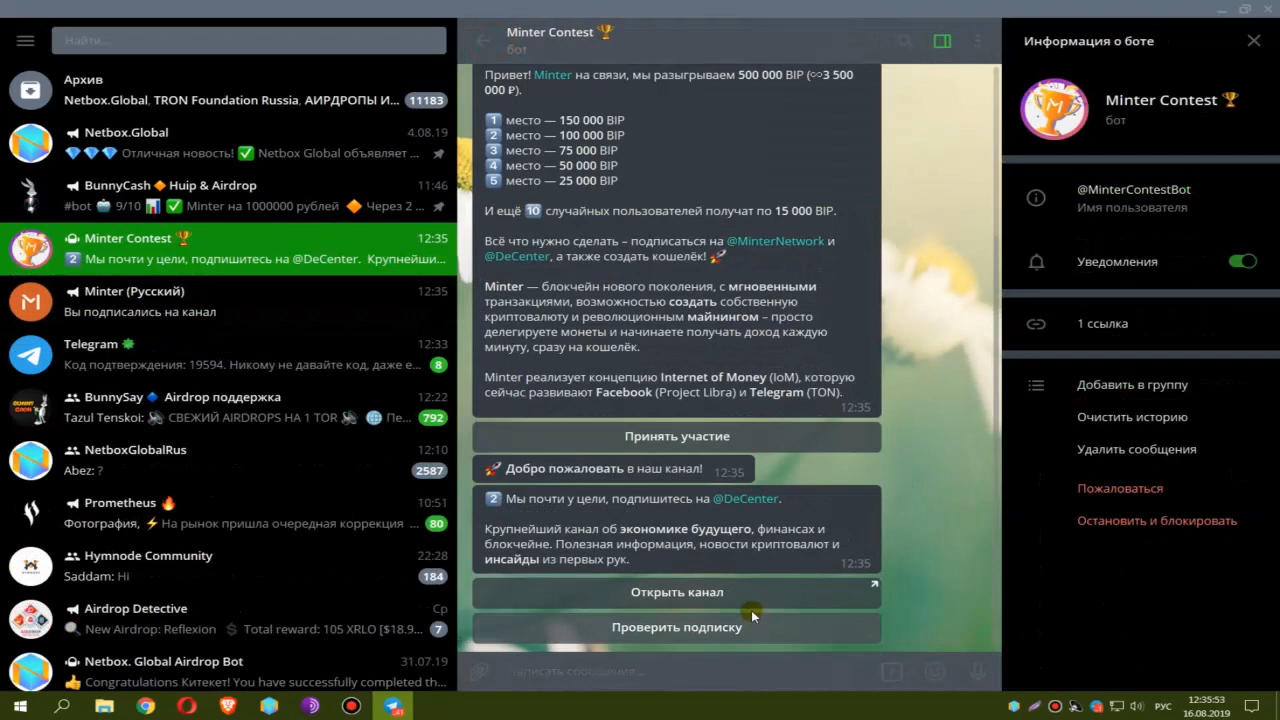 Найти...
Архив
Netbox.Global, TRON Foundation Russia, АИРДРОПЫ И... 11183
Netbox.Global 4.08.19
💎💎💎 Отличная новость! ✅ Netbox Global объявляет ...
BunnyCash 🔶 Huip & Airdrop 11:46
#bot 🤖 9/10 📊 ✅ Minter на 1000000 рублей 🔶 Через 2 ...
Minter Contest 🏆 12:35
2️⃣ Мы почти у цели, подпишитесь на @DeCenter. Крупнейши...
Minter (Русский) 12:35
Вы подписались на канал
Telegram 12:33
Код подтверждения: 19594. Никому не давайте код, даже е... 8
BunnySay 🔷 Airdrop поддержка 12:22
Tazul Tenskoi: СВЕЖИЙ AIRDROPS НА 1 TOR 🌐 Пе... 792
NetboxGlobalRus 12:10
Abez: ? 2587
Prometheus 🔥 10:51
Фотография, ⚡На рынок пришла очередная коррекция ... 80
Hymnode Community 22:28
Saddam: Hi 184
Airdrop Detective Ср
🔍 New Airdrop: Reflexion 💲 Total reward: 105 XRLO [$18.9... 7
Netbox. Global Airdrop Bot 31.07.19
👍 Congratulations Китекет! You have successfully completed th...
Minter Contest 🏆
бот
Привет! Minter на связи, мы разыгрываем 500 000 BIP (∞3 500
000 ₽).
1️⃣ место — 150 000 BIP
2️⃣ место — 100 000 BIP
3️⃣ место — 75 000 BIP
4️⃣ место — 50 000 BIP
5️⃣ место — 25 000 BIP
И ещё 🔟 случайных пользователей получат по 15 000 BIP.
Всё что нужно сделать – подписаться на @MinterNetwork и
@DeCenter, а также создать кошелёк! 🚀
Minter — блокчейн нового поколения, с мгновенными
транзакциями, возможностью создать собственную
криптовалюту и революционным майнингом – просто
делегируете монеты и начинаете получать доход каждую
минуту, сразу на кошелёк.
Minter реализует концепцию Internet of Money (IoM), которую
сейчас развивают Facebook (Project Libra) и Telegram (TON).
12:35
Принять участие
🚀 Добро пожаловать в наш канал! 12:35
2️⃣ Мы почти у цели, подпишитесь на @DeCenter.
Крупнейший канал об экономике будущего, финансах и
блокчейне. Полезная информация, новости криптовалют и
инсайды из первых рук. 12:35
Открыть канал
Проверить подписку
Написать сообщение...
Информация о боте
Minter Contest 🏆
бот
@MinterContestBot
Имя пользователя
Уведомления
1 ссылка
Добавить в группу
Очистить историю
Удалить сообщения
Пожаловаться
Остановить и блокировать
РУС
12:35:53
16.08.2019